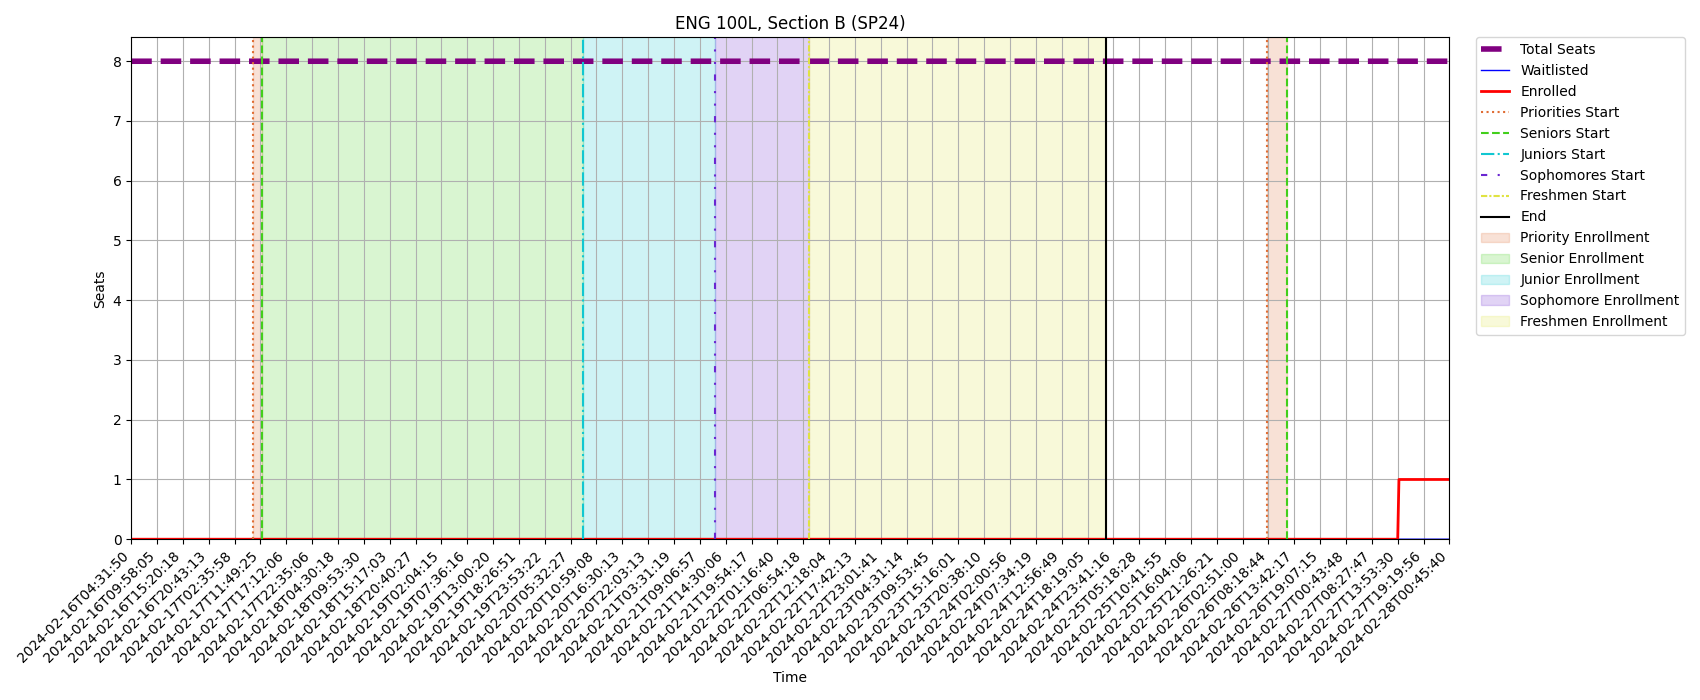 ENG 100L, Section B (SP24)
Seats
8
7
6
5
4
3
2
1
0
2024-02-16T04:31:50
2024-02-16T09:58:05
2024-02-16T15:20:18
2024-02-16T20:43:13
2024-02-17T02:35:58
2024-02-17T11:49:25
2024-02-17T17:12:06
2024-02-17T22:35:06
2024-02-18T04:30:18
2024-02-18T09:53:30
2024-02-18T15:17:03
2024-02-18T20:40:27
2024-02-19T02:04:15
2024-02-19T07:36:16
2024-02-19T13:00:20
2024-02-19T18:26:51
2024-02-19T23:53:22
2024-02-20T05:32:27
2024-02-20T10:59:08
2024-02-20T16:30:13
2024-02-20T22:03:13
2024-02-21T03:31:19
2024-02-21T09:06:57
2024-02-21T14:30:06
2024-02-21T19:54:17
2024-02-22T01:16:40
2024-02-22T06:54:18
2024-02-22T12:18:04
2024-02-22T17:42:13
2024-02-22T23:01:41
2024-02-23T04:31:14
2024-02-23T09:53:45
2024-02-23T15:16:01
2024-02-23T20:38:10
2024-02-24T02:00:56
2024-02-24T07:34:19
2024-02-24T12:56:49
2024-02-24T18:19:05
2024-02-24T23:41:16
2024-02-25T05:18:28
2024-02-25T10:41:55
2024-02-25T16:04:06
2024-02-25T21:26:21
2024-02-26T02:51:00
2024-02-26T08:18:44
2024-02-26T13:42:17
2024-02-26T19:07:15
2024-02-27T00:43:48
2024-02-27T08:27:47
2024-02-27T13:53:30
2024-02-27T19:19:56
2024-02-28T00:45:40
Time
Total Seats
Waitlisted
Enrolled
Priorities Start
Seniors Start
Juniors Start
Sophomores Start
Freshmen Start
End
Priority Enrollment
Senior Enrollment
Junior Enrollment
Sophomore Enrollment
Freshmen Enrollment